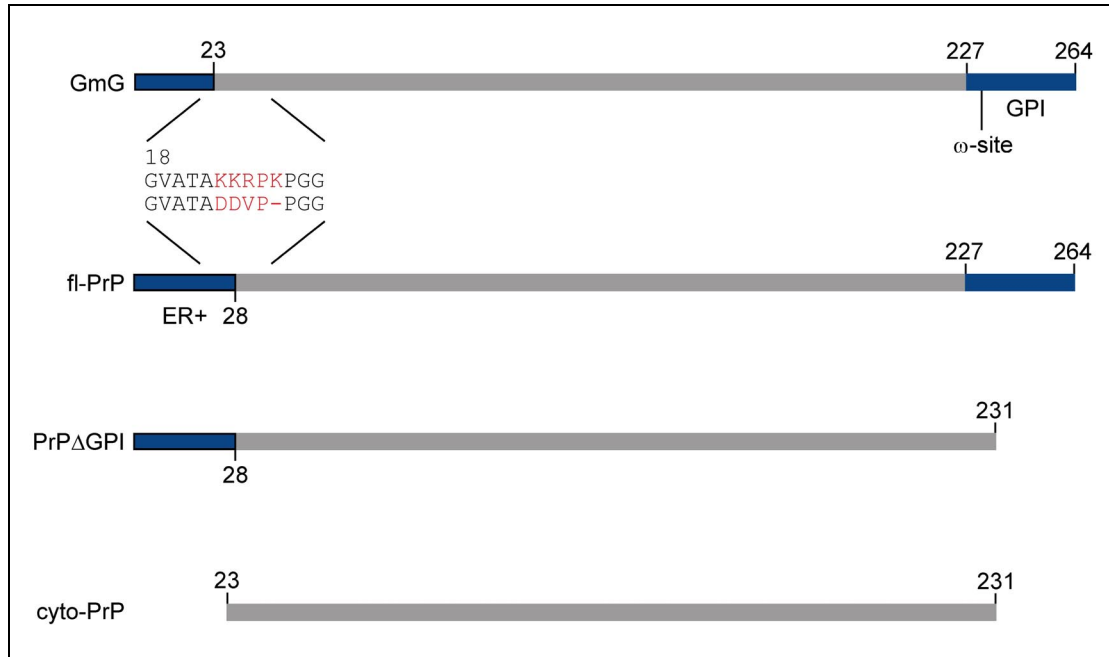 23 227 264
GmG
GPI
ω-site
18
GVATAKKRPKPGG
GVATADDVP-PGG
227 264
fl-PrP
ER+ 28
231
PrPΔGPI
28
23 231
cyto-PrP